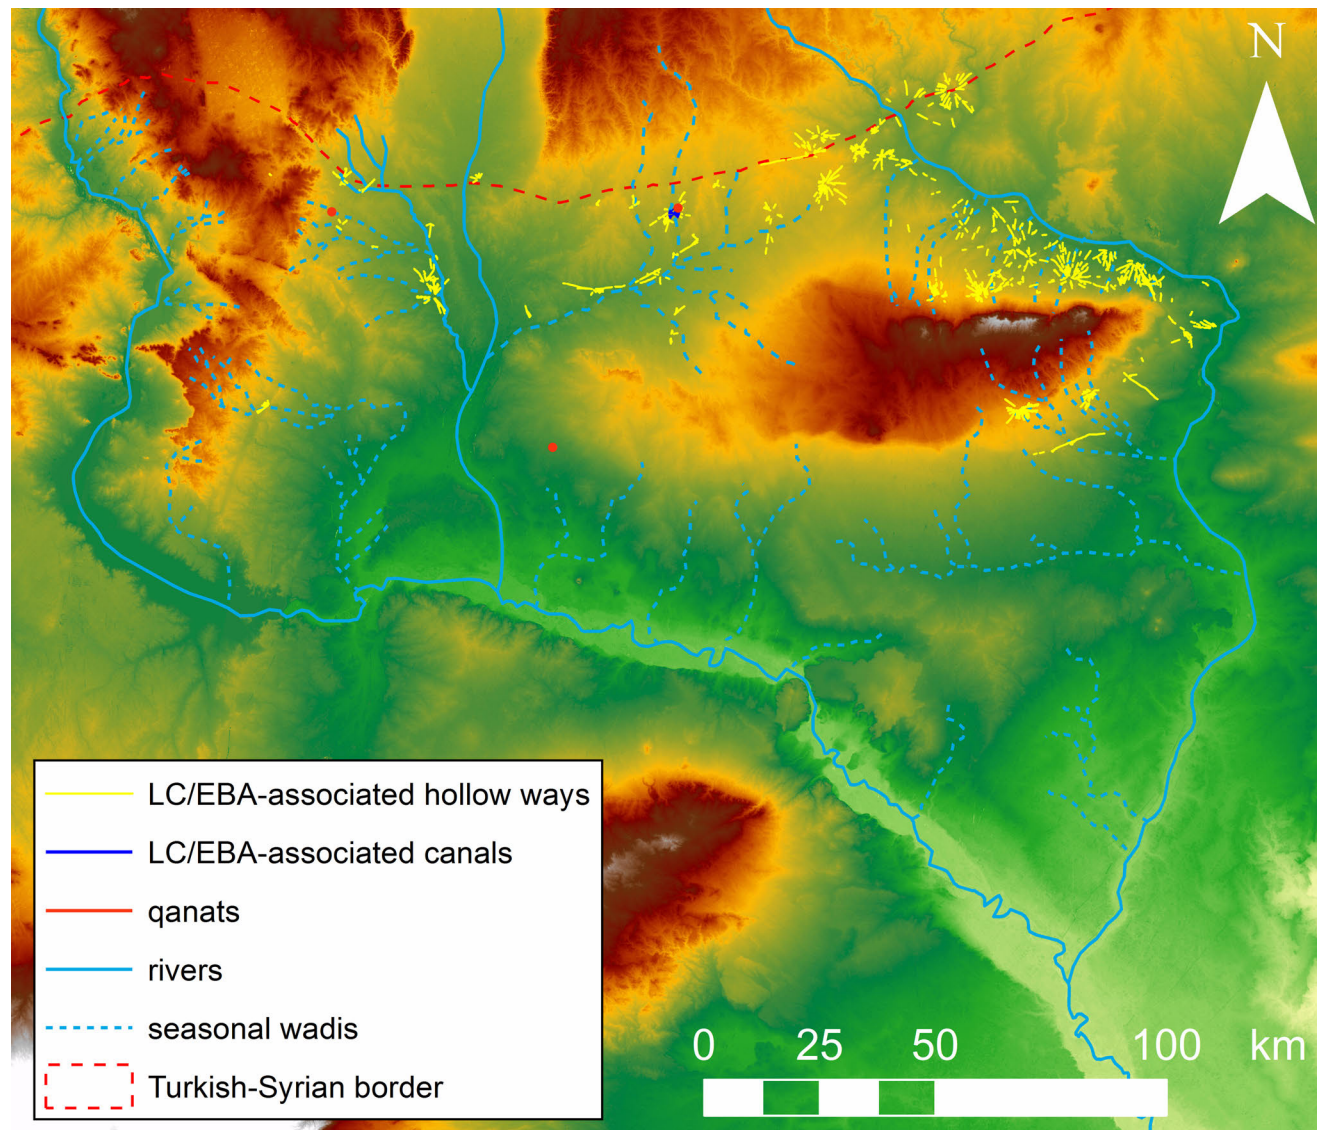 N
LC/EBA-associated hollow ways
LC/EBA-associated canals
qanats
rivers
seasonal wadis
Turkish-Syrian border
0 25 50 100 km